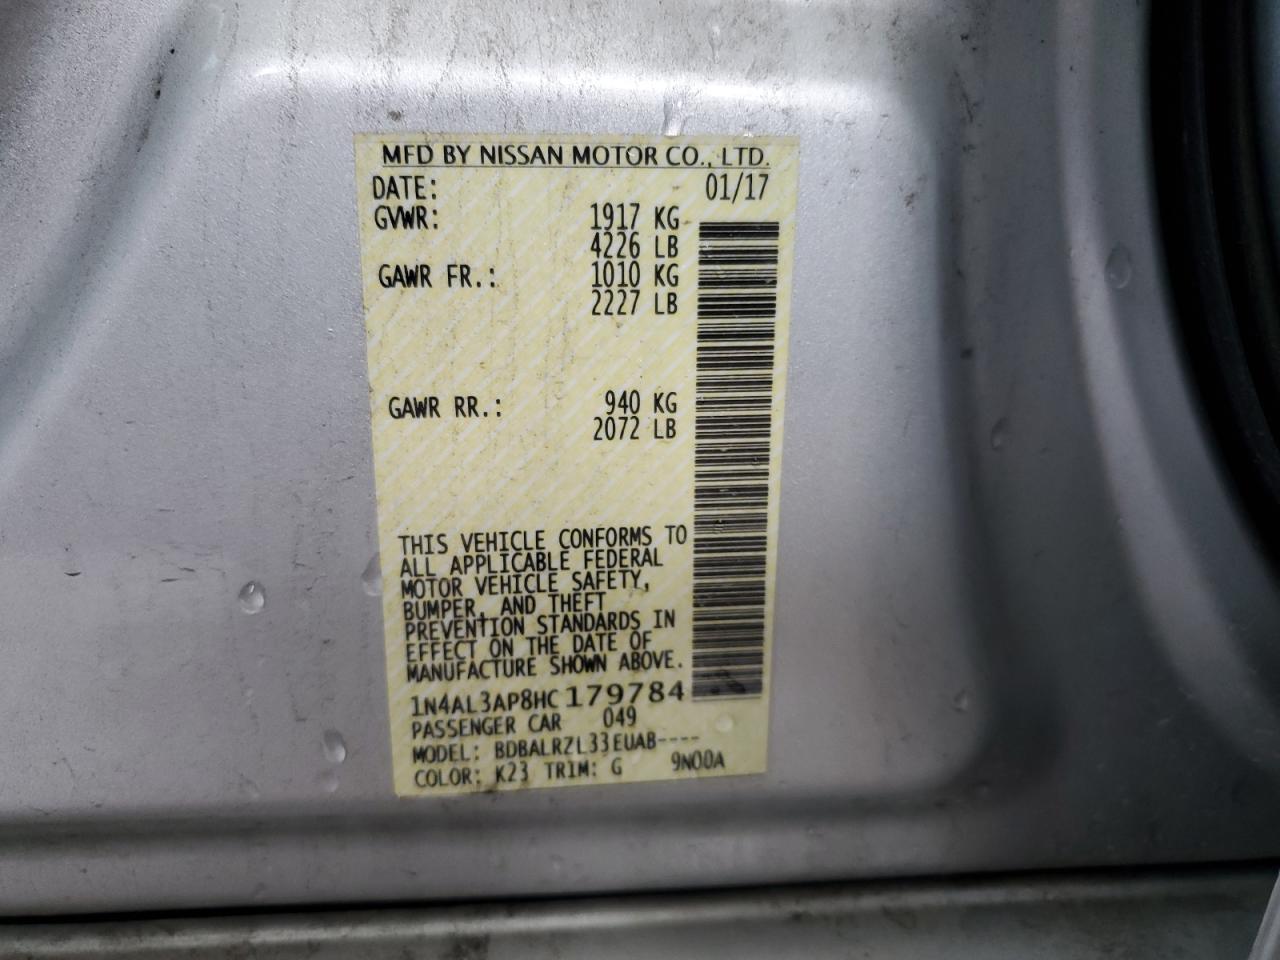 MFD BY NISSAN MOTOR CO., LTD.
DATE: 01/17
GVWR: 1917 KG
4226 LB
GAWR FR.: 1010 KG
2227 LB
GAWR RR.: 940 KG
2072 LB
THIS VEHICLE CONFORMS TO
ALL APPLICABLE FEDERAL
MOTOR VEHICLE SAFETY,
BUMPER, AND THEFT
PREVENTION STANDARDS IN
EFFECT ON THE DATE OF
MANUFACTURE SHOWN ABOVE.
1N4AL3AP8HC179784
PASSENGER CAR 049
MODEL: BDBALRZL33EUAB----
COLOR: K23 TRIM: G 9N00A